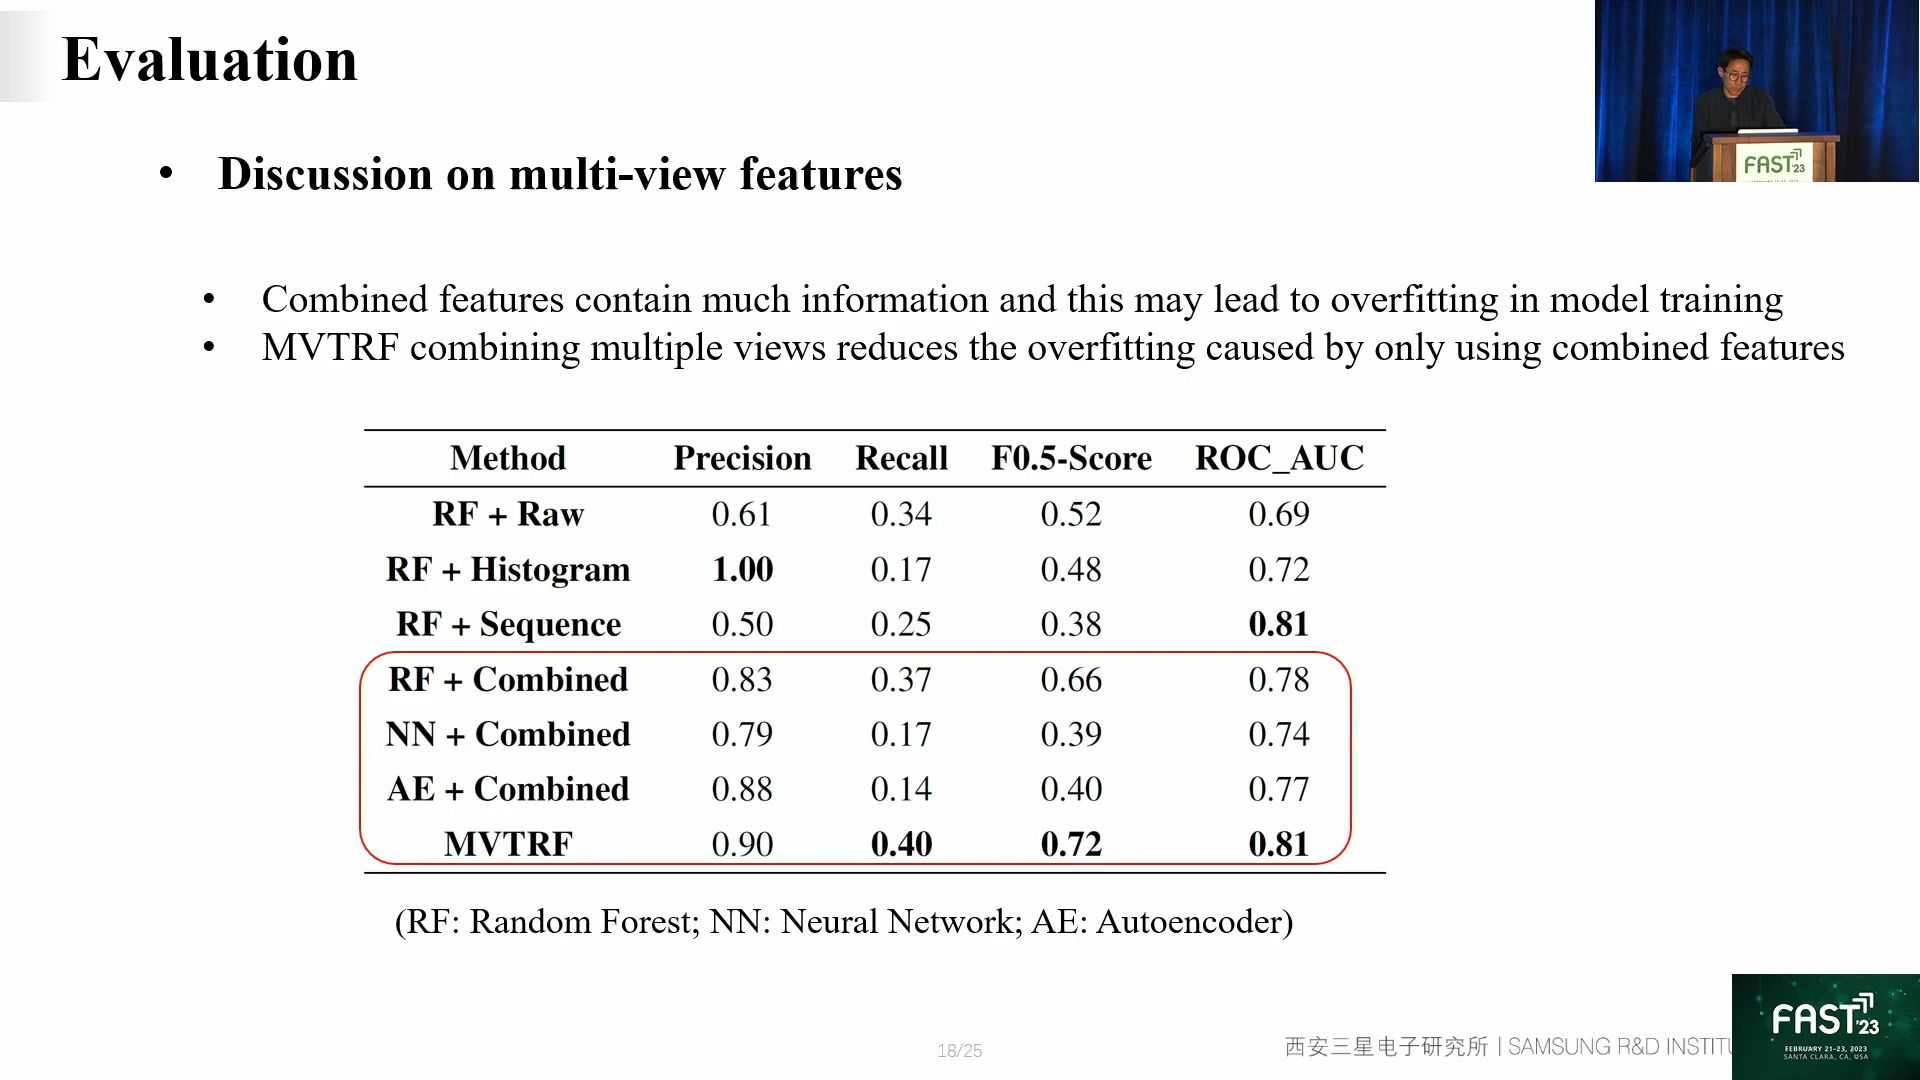 Evaluation
• Discussion on multi-view features
• Combined features contain much information and this may lead to overfitting in model training
• MVTRF combining multiple views reduces the overfitting caused by only using combined features
Method Precision Recall F0.5-Score ROC_AUC
RF + Raw 0.61 0.34 0.52 0.69
RF + Histogram 1.00 0.17 0.48 0.72
RF + Sequence 0.50 0.25 0.38 0.81
RF + Combined 0.83 0.37 0.66 0.78
NN + Combined 0.79 0.17 0.39 0.74
AE + Combined 0.88 0.14 0.40 0.77
MVTRF 0.90 0.40 0.72 0.81
(RF: Random Forest; NN: Neural Network; AE: Autoencoder)
18/25
西安三星电子研究所 | SAMSUNG R&D INSTITU
FAST'23
FAST'23
FEBRUARY 21-23, 2023
SANTA CLARA, CA, USA